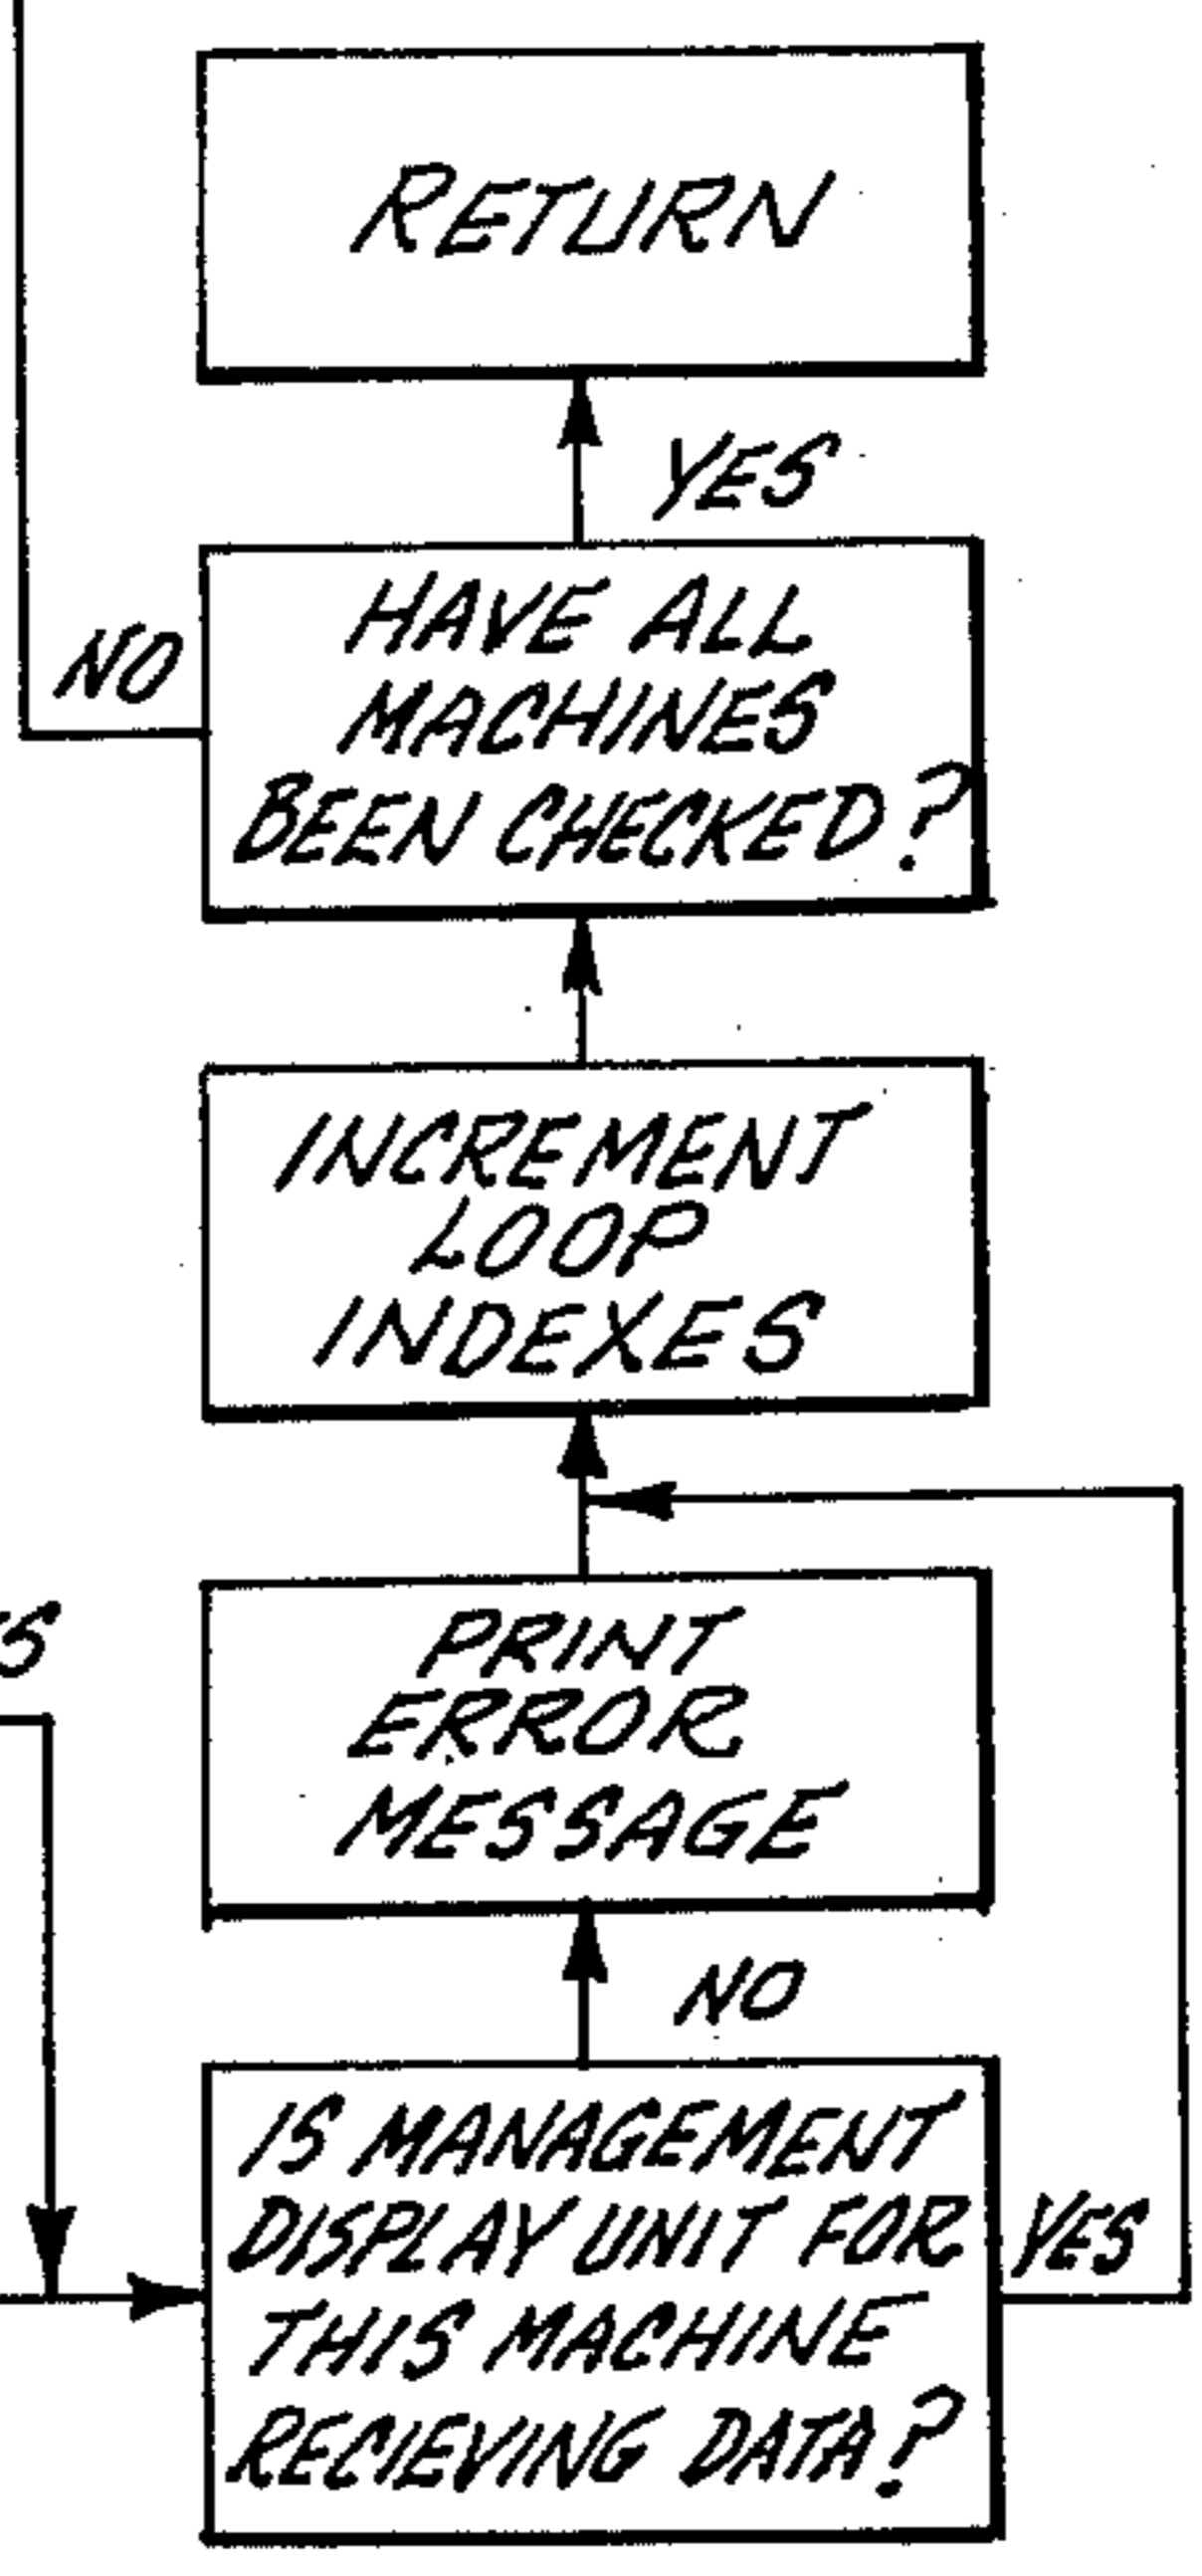 RETURN
YES
HAVE ALL
NO
MACHINES
BEEN CHECKED?
INCREMENT
LOOP
INDEXES
PRINT
ERROR
MESSAGE
NO
IS MANAGEMENT
DISPLAY UNIT FOR
YES
THIS MACHINE
RECIEVING DATA?